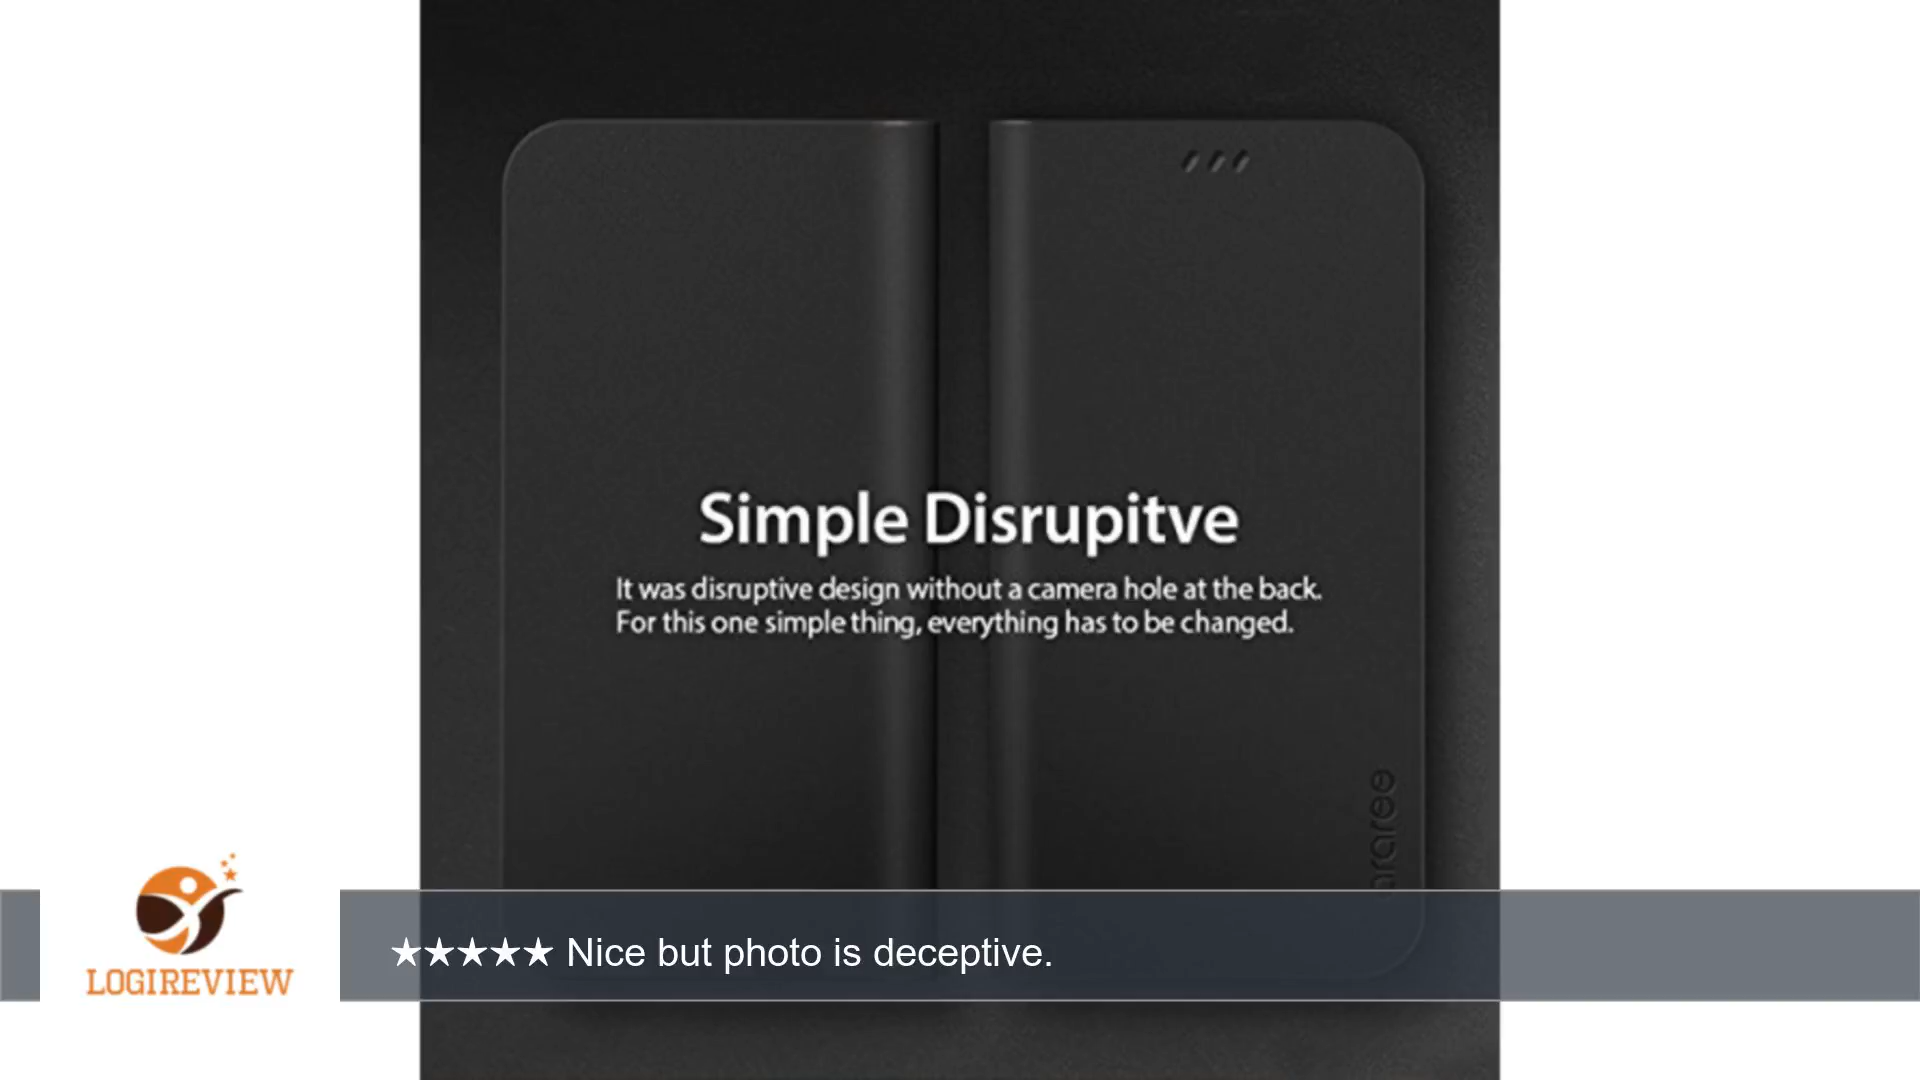 Simple Disrupitve
It was disruptive design without a camera hole at the back.
For this one simple thing, everything has to be changed.
araree
★★★★★ Nice but photo is deceptive.
LOGIREVIEW